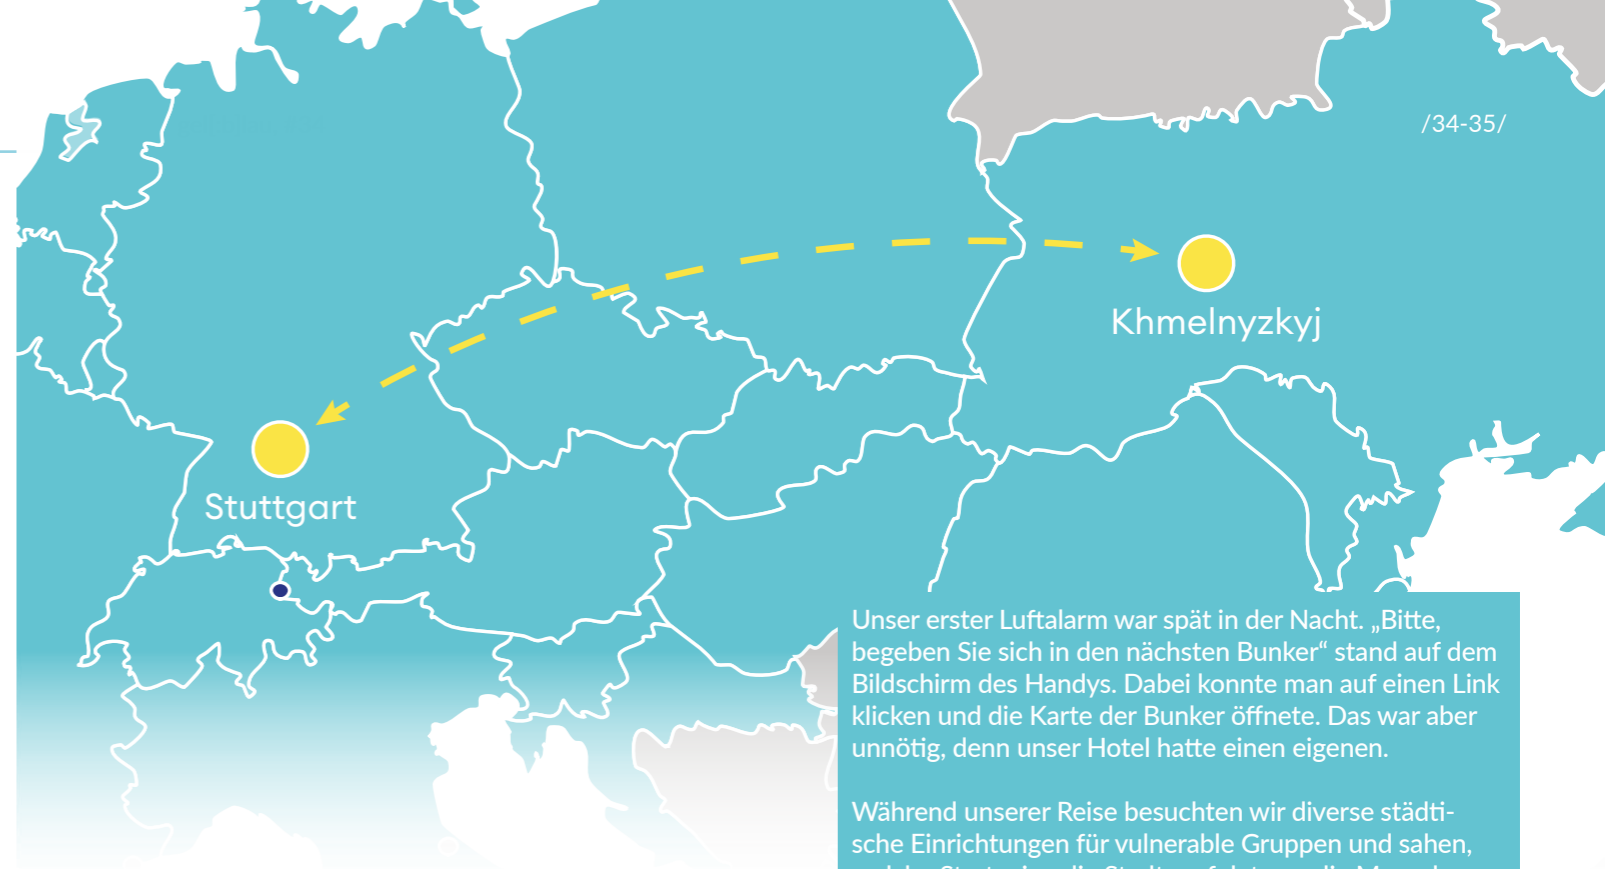 /34-35/
Khmelnyzkyj
Stuttgart
Unser erster Luftalarm war spät in der Nacht. „Bitte,
begeben Sie sich in den nächsten Bunker“ stand auf dem
Bildschirm des Handys. Dabei konnte man auf einen Link
klicken und die Karte der Bunker öffnete. Das war aber
unnötig, denn unser Hotel hatte einen eigenen.
Während unserer Reise besuchten wir diverse städti-
sche Einrichtungen für vulnerable Gruppen und sahen,